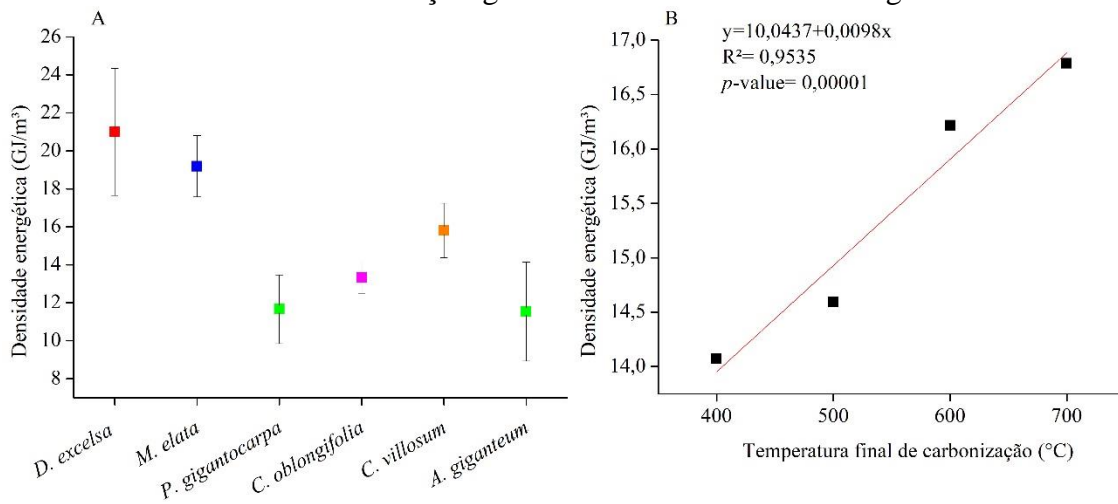 A
Densidade energética (GJ/m³)
26
24
22
20
18
16
14
12
10
8
D. excelsa
M. elata
P. gigantocarpa
C. oblongifolia
C. villosum
A. giganteum
B
y=10,0437+0,0098x
R²= 0,9535
p-value= 0,00001
Densidade energética (GJ/m³)
17,0
16,5
16,0
15,5
15,0
14,5
14,0
400 500 600 700
Temperatura final de carbonização (°C)